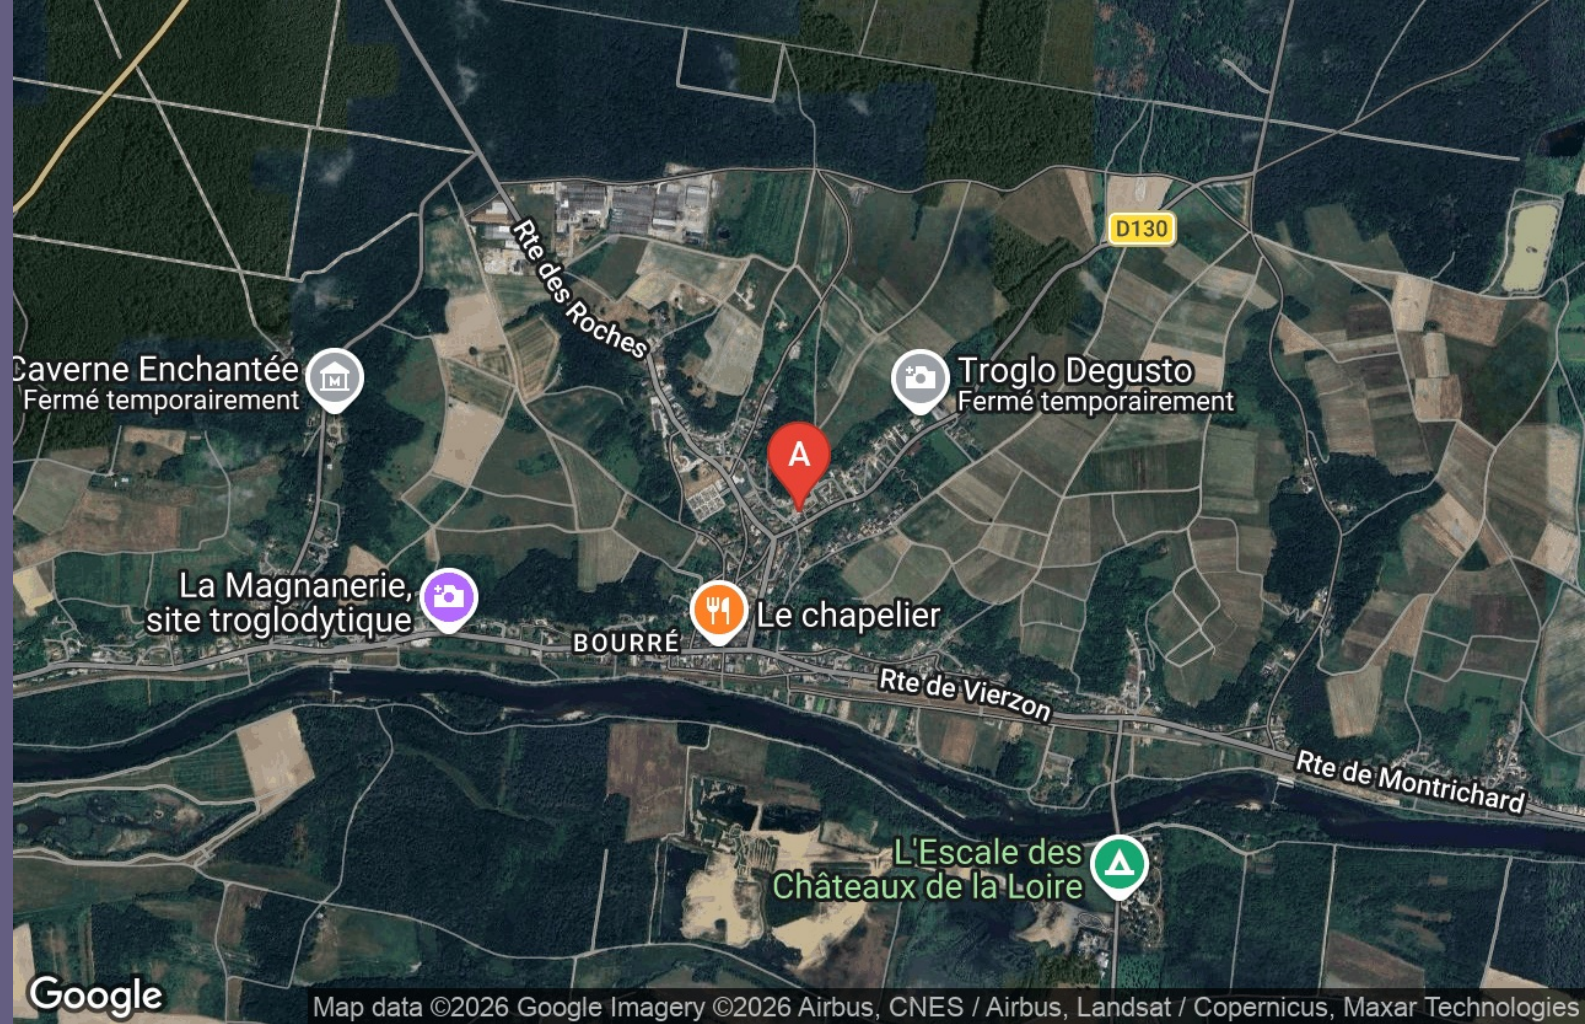 D130
Rte des Roches
Caverne Enchantée
Fermé temporairement
Troglo Degusto
Fermé temporairement
A
La Magnanerie,
site troglodytique
Le chapelier
BOURRÉ
Rte de Vierzon
Rte de Montrichard
L'Escale des
Châteaux de la Loire
Google
Map data ©2026 Google Imagery ©2026 Airbus, CNES / Airbus, Landsat / Copernicus, Maxar Technologies